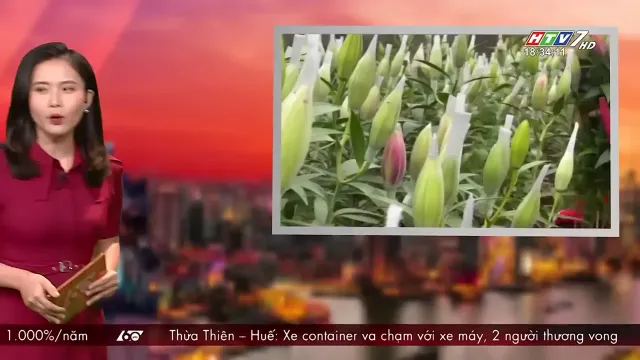 HTV7 HD
18:34:11
1.000%/năm
60 Thừa Thiên – Huế: Xe container va chạm với xe máy, 2 người thương vong